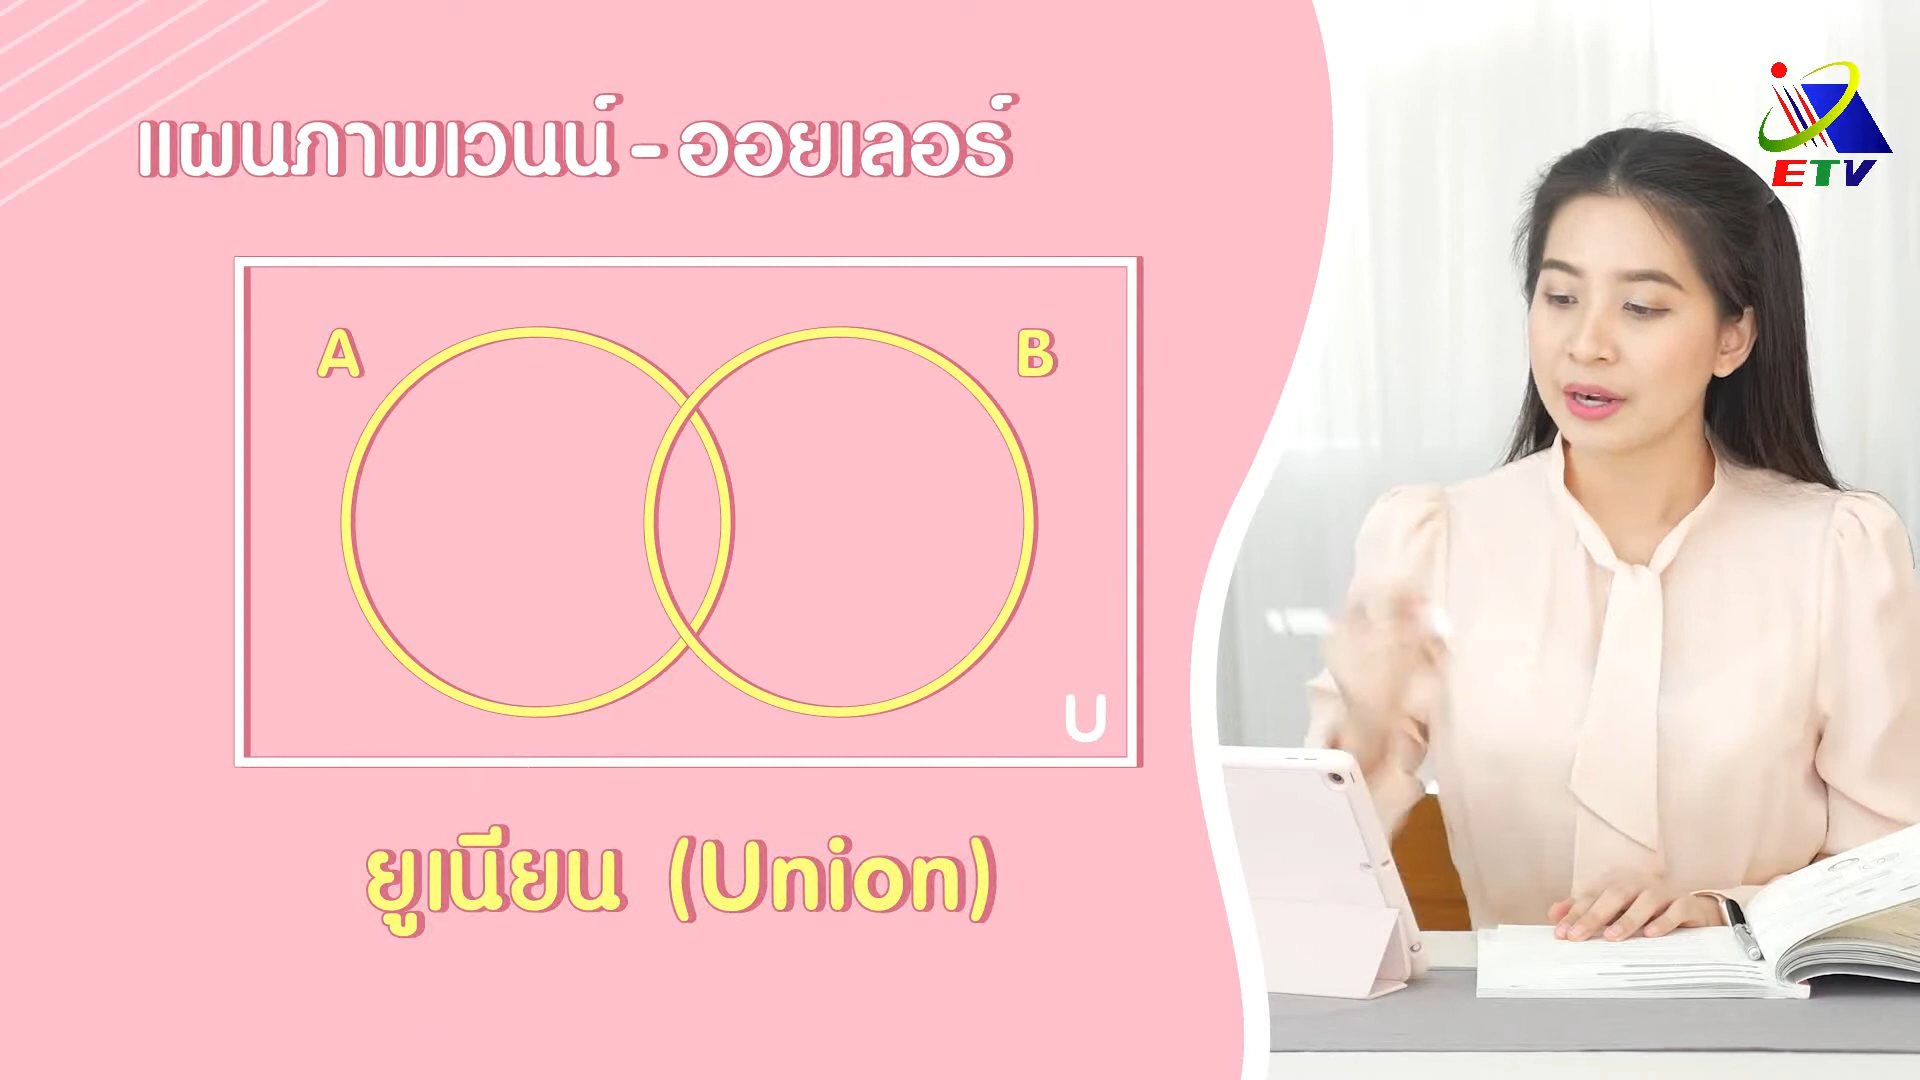 แผนภาพเวนน์ - ออยเลอร์
A
B
U
ยูเนียน (Union)
ETV